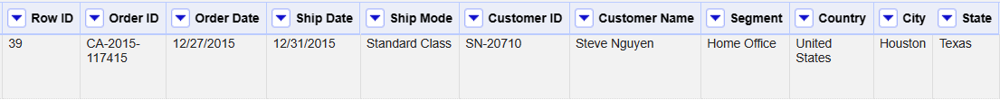 Row ID Order ID Order Date Ship Date Ship Mode Customer ID Customer Name Segment Country City State
39 CA-2015- 12/27/2015 12/31/2015 Standard Class SN-20710 Steve Nguyen Home Office United Houston Texas
117415 States